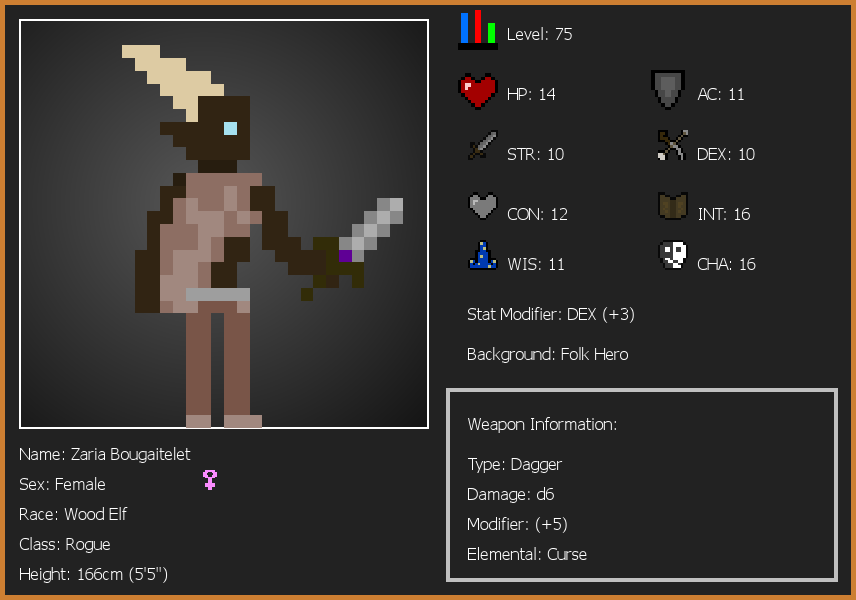 Level: 75
HP: 14
AC: 11
STR: 10
DEX: 10
CON: 12
INT: 16
WIS: 11
CHA: 16
Stat Modifier: DEX (+3)
Background: Folk Hero
Weapon Information:
Type: Dagger
Damage: d6
Modifier: (+5)
Elemental: Curse
Name: Zaria Bougaitelet
Sex: Female
Race: Wood Elf
Class: Rogue
Height: 166cm (5'5")